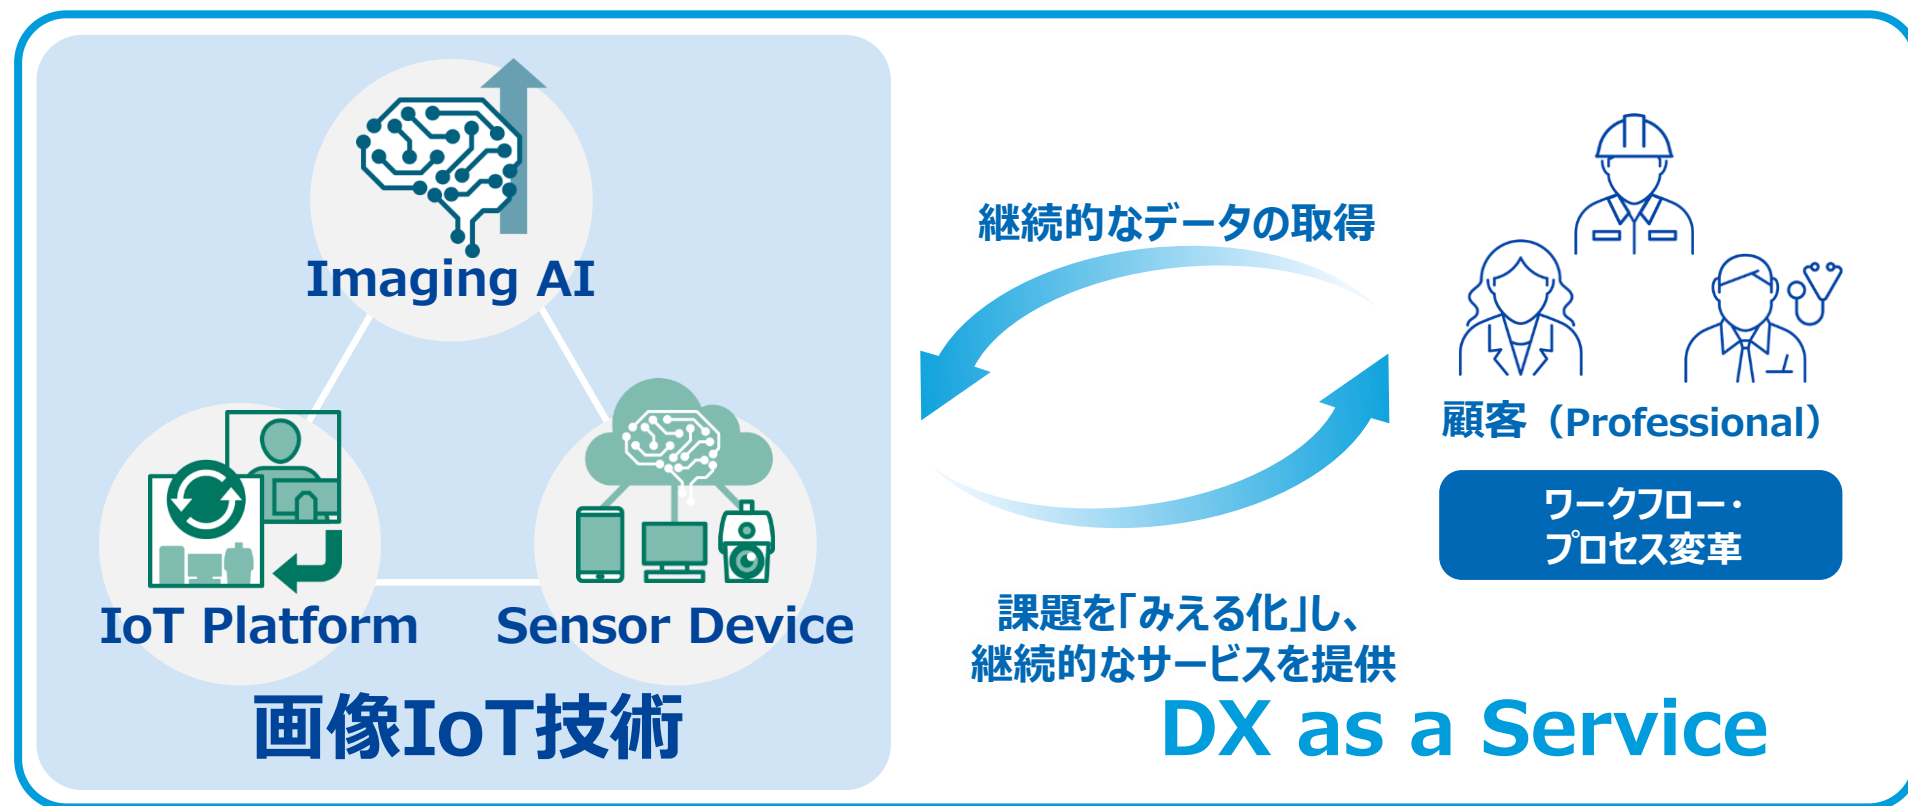 Imaging AI
IoT Platform
Sensor Device
画像IoT技術
継続的なデータの取得
課題を「みえる化」し、
継続的なサービスを提供
顧客（Professional）
ワークフロー・
プロセス変革
DX as a Service